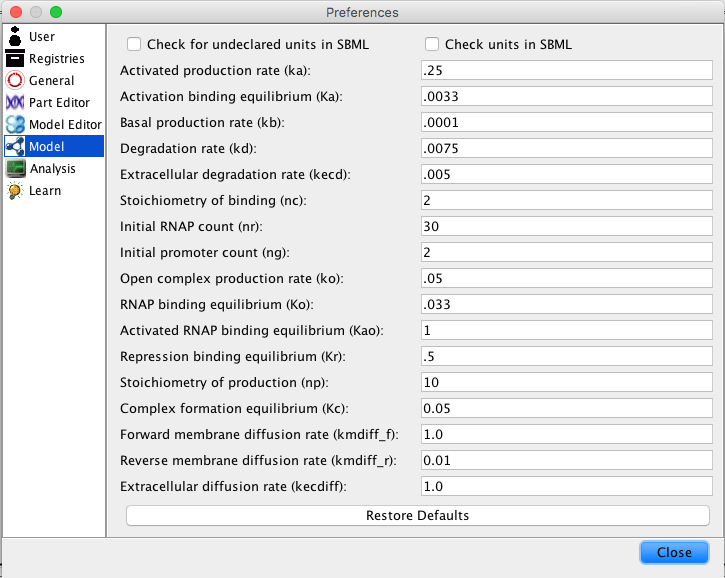 Preferences
User
Registries
General
Part Editor
Model Editor
Model
Analysis
Learn
Check for undeclared units in SBML Check units in SBML
Activated production rate (ka): .25
Activation binding equilibrium (Ka): .0033
Basal production rate (kb): .0001
Degradation rate (kd): .0075
Extracellular degradation rate (kecd): .005
Stoichiometry of binding (nc): 2
Initial RNAP count (nr): 30
Initial promoter count (ng): 2
Open complex production rate (ko): .05
RNAP binding equilibrium (Ko): .033
Activated RNAP binding equilibrium (Kao): 1
Repression binding equilibrium (Kr): .5
Stoichiometry of production (np): 10
Complex formation equilibrium (Kc): 0.05
Forward membrane diffusion rate (kmdiff_f): 1.0
Reverse membrane diffusion rate (kmdiff_r): 0.01
Extracellular diffusion rate (kecdiff): 1.0
Restore Defaults
Close